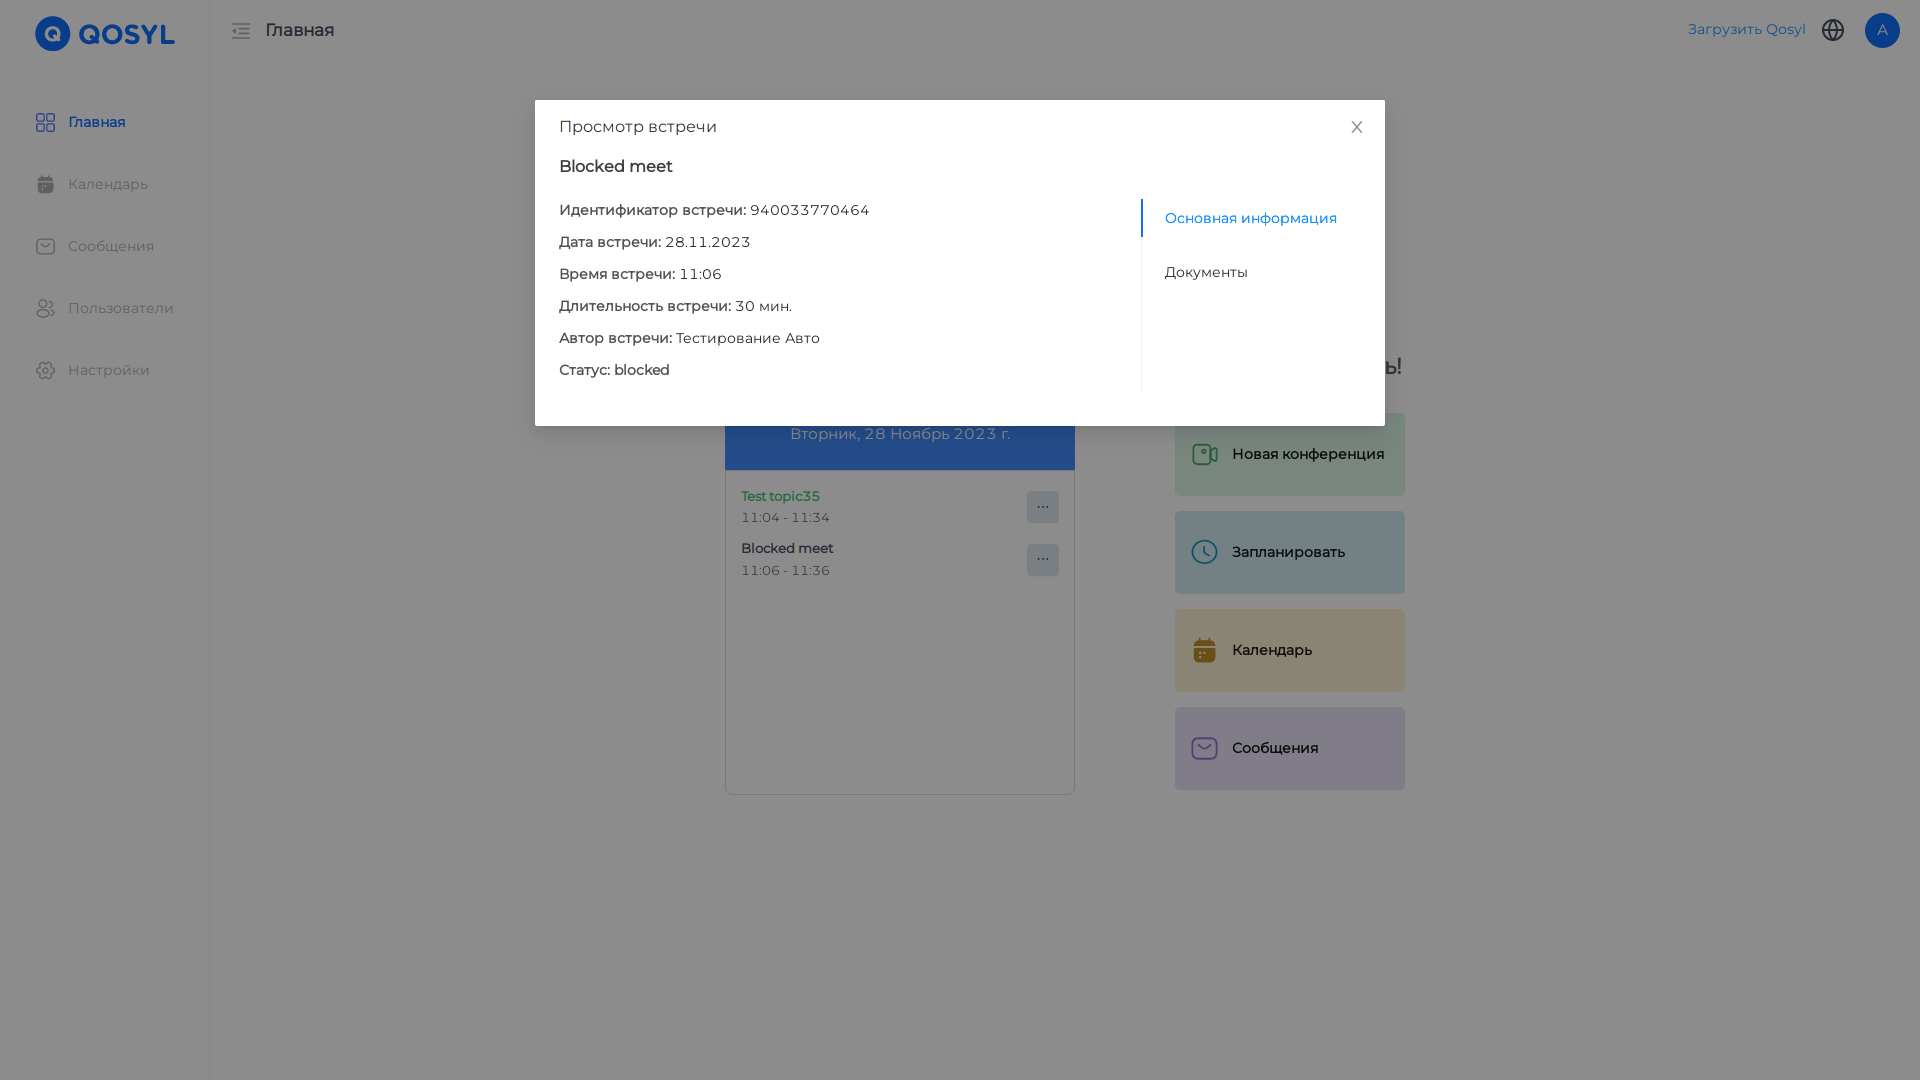 QOSYL
Главная
Загрузить Qosyl
A
Главная
Календарь
Сообщения
Пользователи
Настройки
Просмотр встречи
Blocked meet
Идентификатор встречи: 940033770464
Дата встречи: 28.11.2023
Время встречи: 11:06
Длительность встречи: 30 мин.
Автор встречи: Тестирование Авто
Статус: blocked
Основная информация
Документы
ь!
Вторник, 28 Ноябрь 2023 г.
Test topic35
11:04 - 11:34
...
Blocked meet
11:06 - 11:36
...
Новая конференция
Запланировать
Календарь
Сообщения